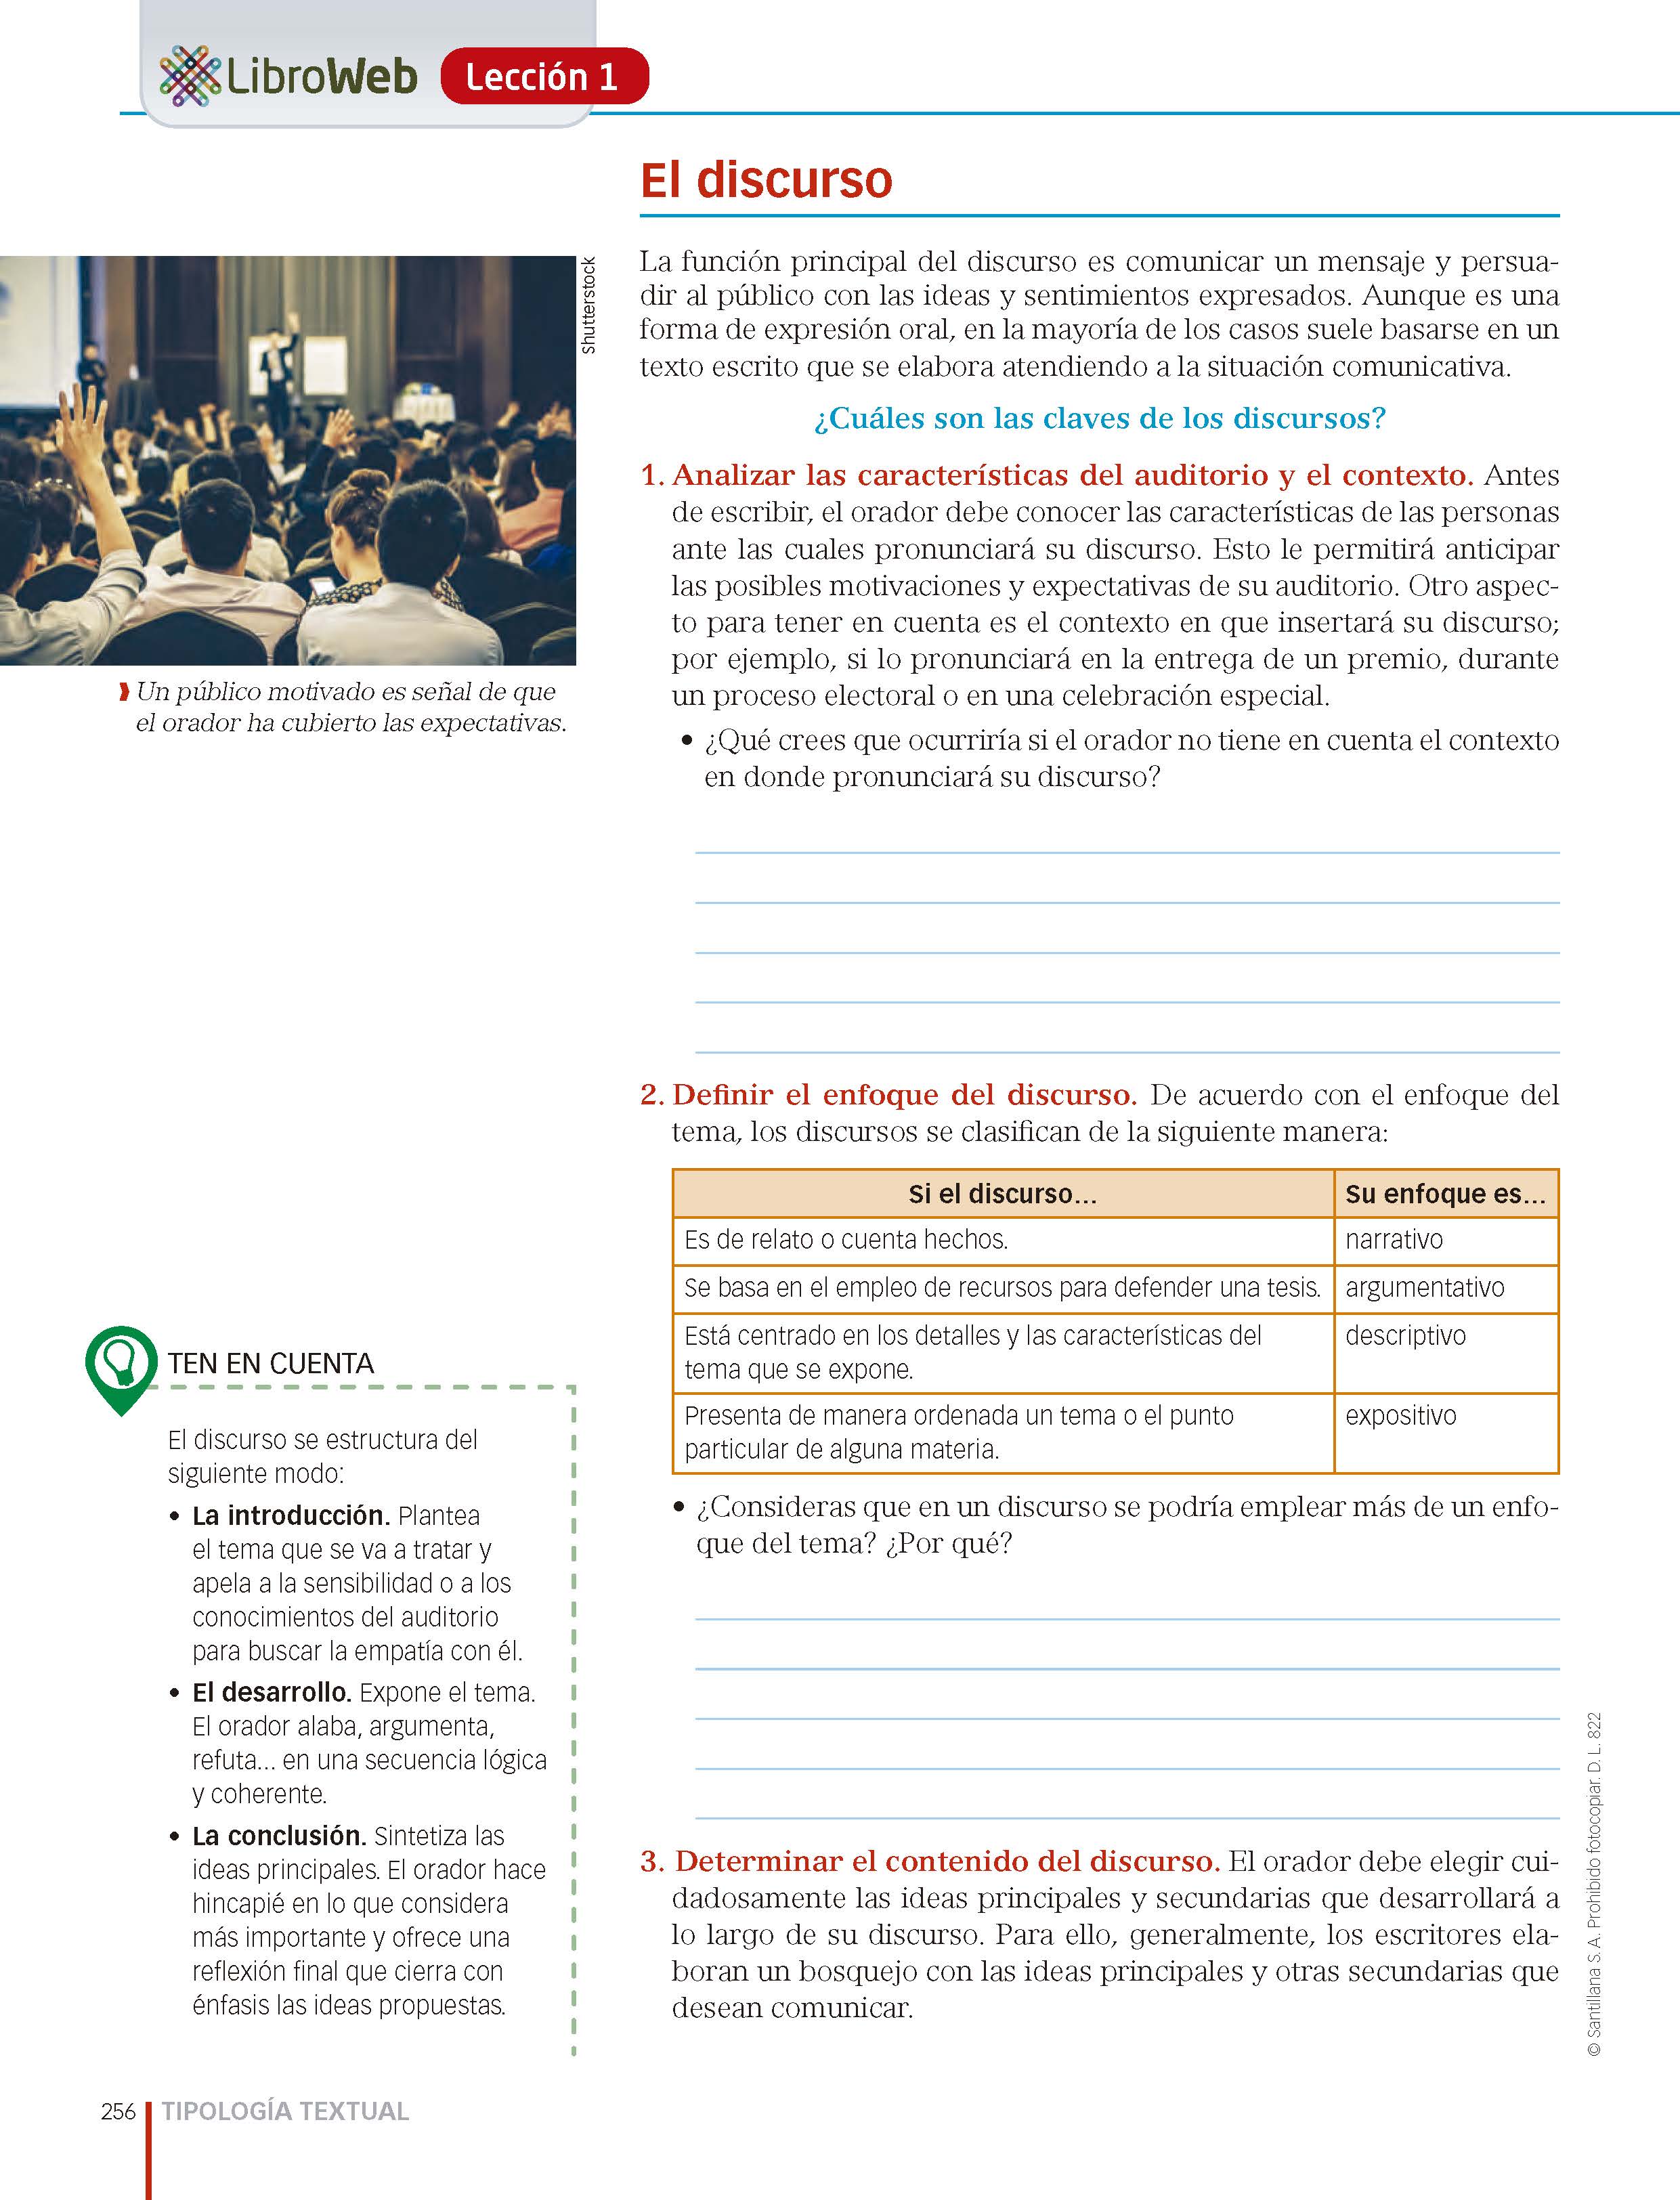 LibroWeb Lección 1
El discurso
Shutterstock
La función principal del discurso es comunicar un mensaje y persua-
dir al público con las ideas y sentimientos expresados. Aunque es una
forma de expresión oral, en la mayoría de los casos suele basarse en un
texto escrito que se elabora atendiendo a la situación comunicativa.
¿Cuáles son las claves de los discursos?
1. Analizar las características del auditorio y el contexto. Antes
de escribir, el orador debe conocer las características de las personas
ante las cuales pronunciará su discurso. Esto le permitirá anticipar
las posibles motivaciones y expectativas de su auditorio. Otro aspec-
to para tener en cuenta es el contexto en que insertará su discurso;
por ejemplo, si lo pronunciará en la entrega de un premio, durante
un proceso electoral o en una celebración especial.
Un público motivado es señal de que
el orador ha cubierto las expectativas.
• ¿Qué crees que ocurriría si el orador no tiene en cuenta el contexto
en donde pronunciará su discurso?
2. Definir el enfoque del discurso. De acuerdo con el enfoque del
tema, los discursos se clasifican de la siguiente manera:
Si el discurso... Su enfoque es...
Es de relato o cuenta hechos. narrativo
Se basa en el empleo de recursos para defender una tesis. argumentativo
Está centrado en los detalles y las características del descriptivo
tema que se expone.
Presenta de manera ordenada un tema o el punto expositivo
particular de alguna materia.
• ¿Consideras que en un discurso se podría emplear más de un enfo-
que del tema? ¿Por qué?
3. Determinar el contenido del discurso. El orador debe elegir cui-
dadosamente las ideas principales y secundarias que desarrollará a
lo largo de su discurso. Para ello, generalmente, los escritores ela-
boran un bosquejo con las ideas principales y otras secundarias que
desean comunicar.
TEN EN CUENTA
El discurso se estructura del
siguiente modo:
• La introducción. Plantea
el tema que se va a tratar y
apela a la sensibilidad o a los
conocimientos del auditorio
para buscar la empatía con él.
• El desarrollo. Expone el tema.
El orador alaba, argumenta,
refuta... en una secuencia lógica
y coherente.
• La conclusión. Sintetiza las
ideas principales. El orador hace
hincapié en lo que considera
más importante y ofrece una
reflexión final que cierra con
énfasis las ideas propuestas.
© Santillana S. A. Prohibido fotocopiar. D. L. 822
256 TIPOLOGÍA TEXTUAL